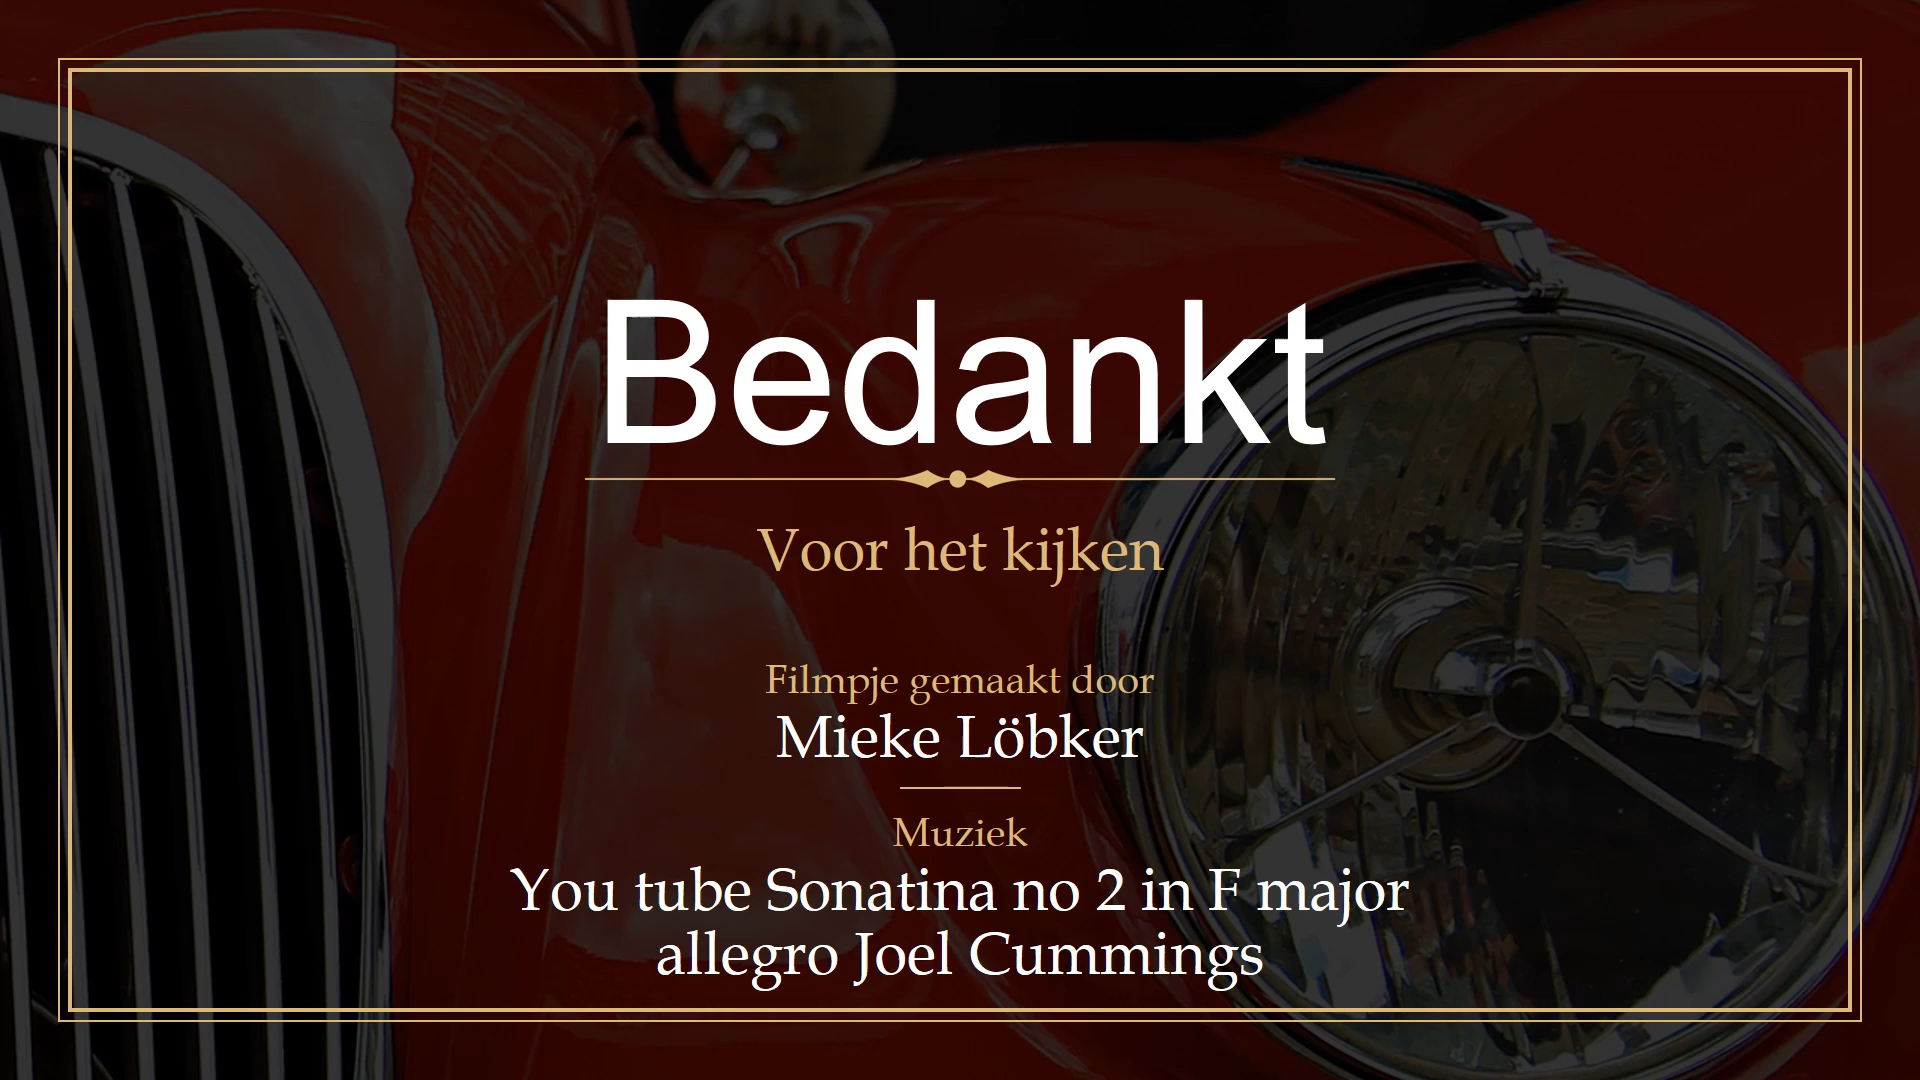 Bedankt
Voor het kijken
Filmpje gemaakt door
Mieke Löbker
Muziek
You tube Sonatina no 2 in F major
allegro Joel Cummings